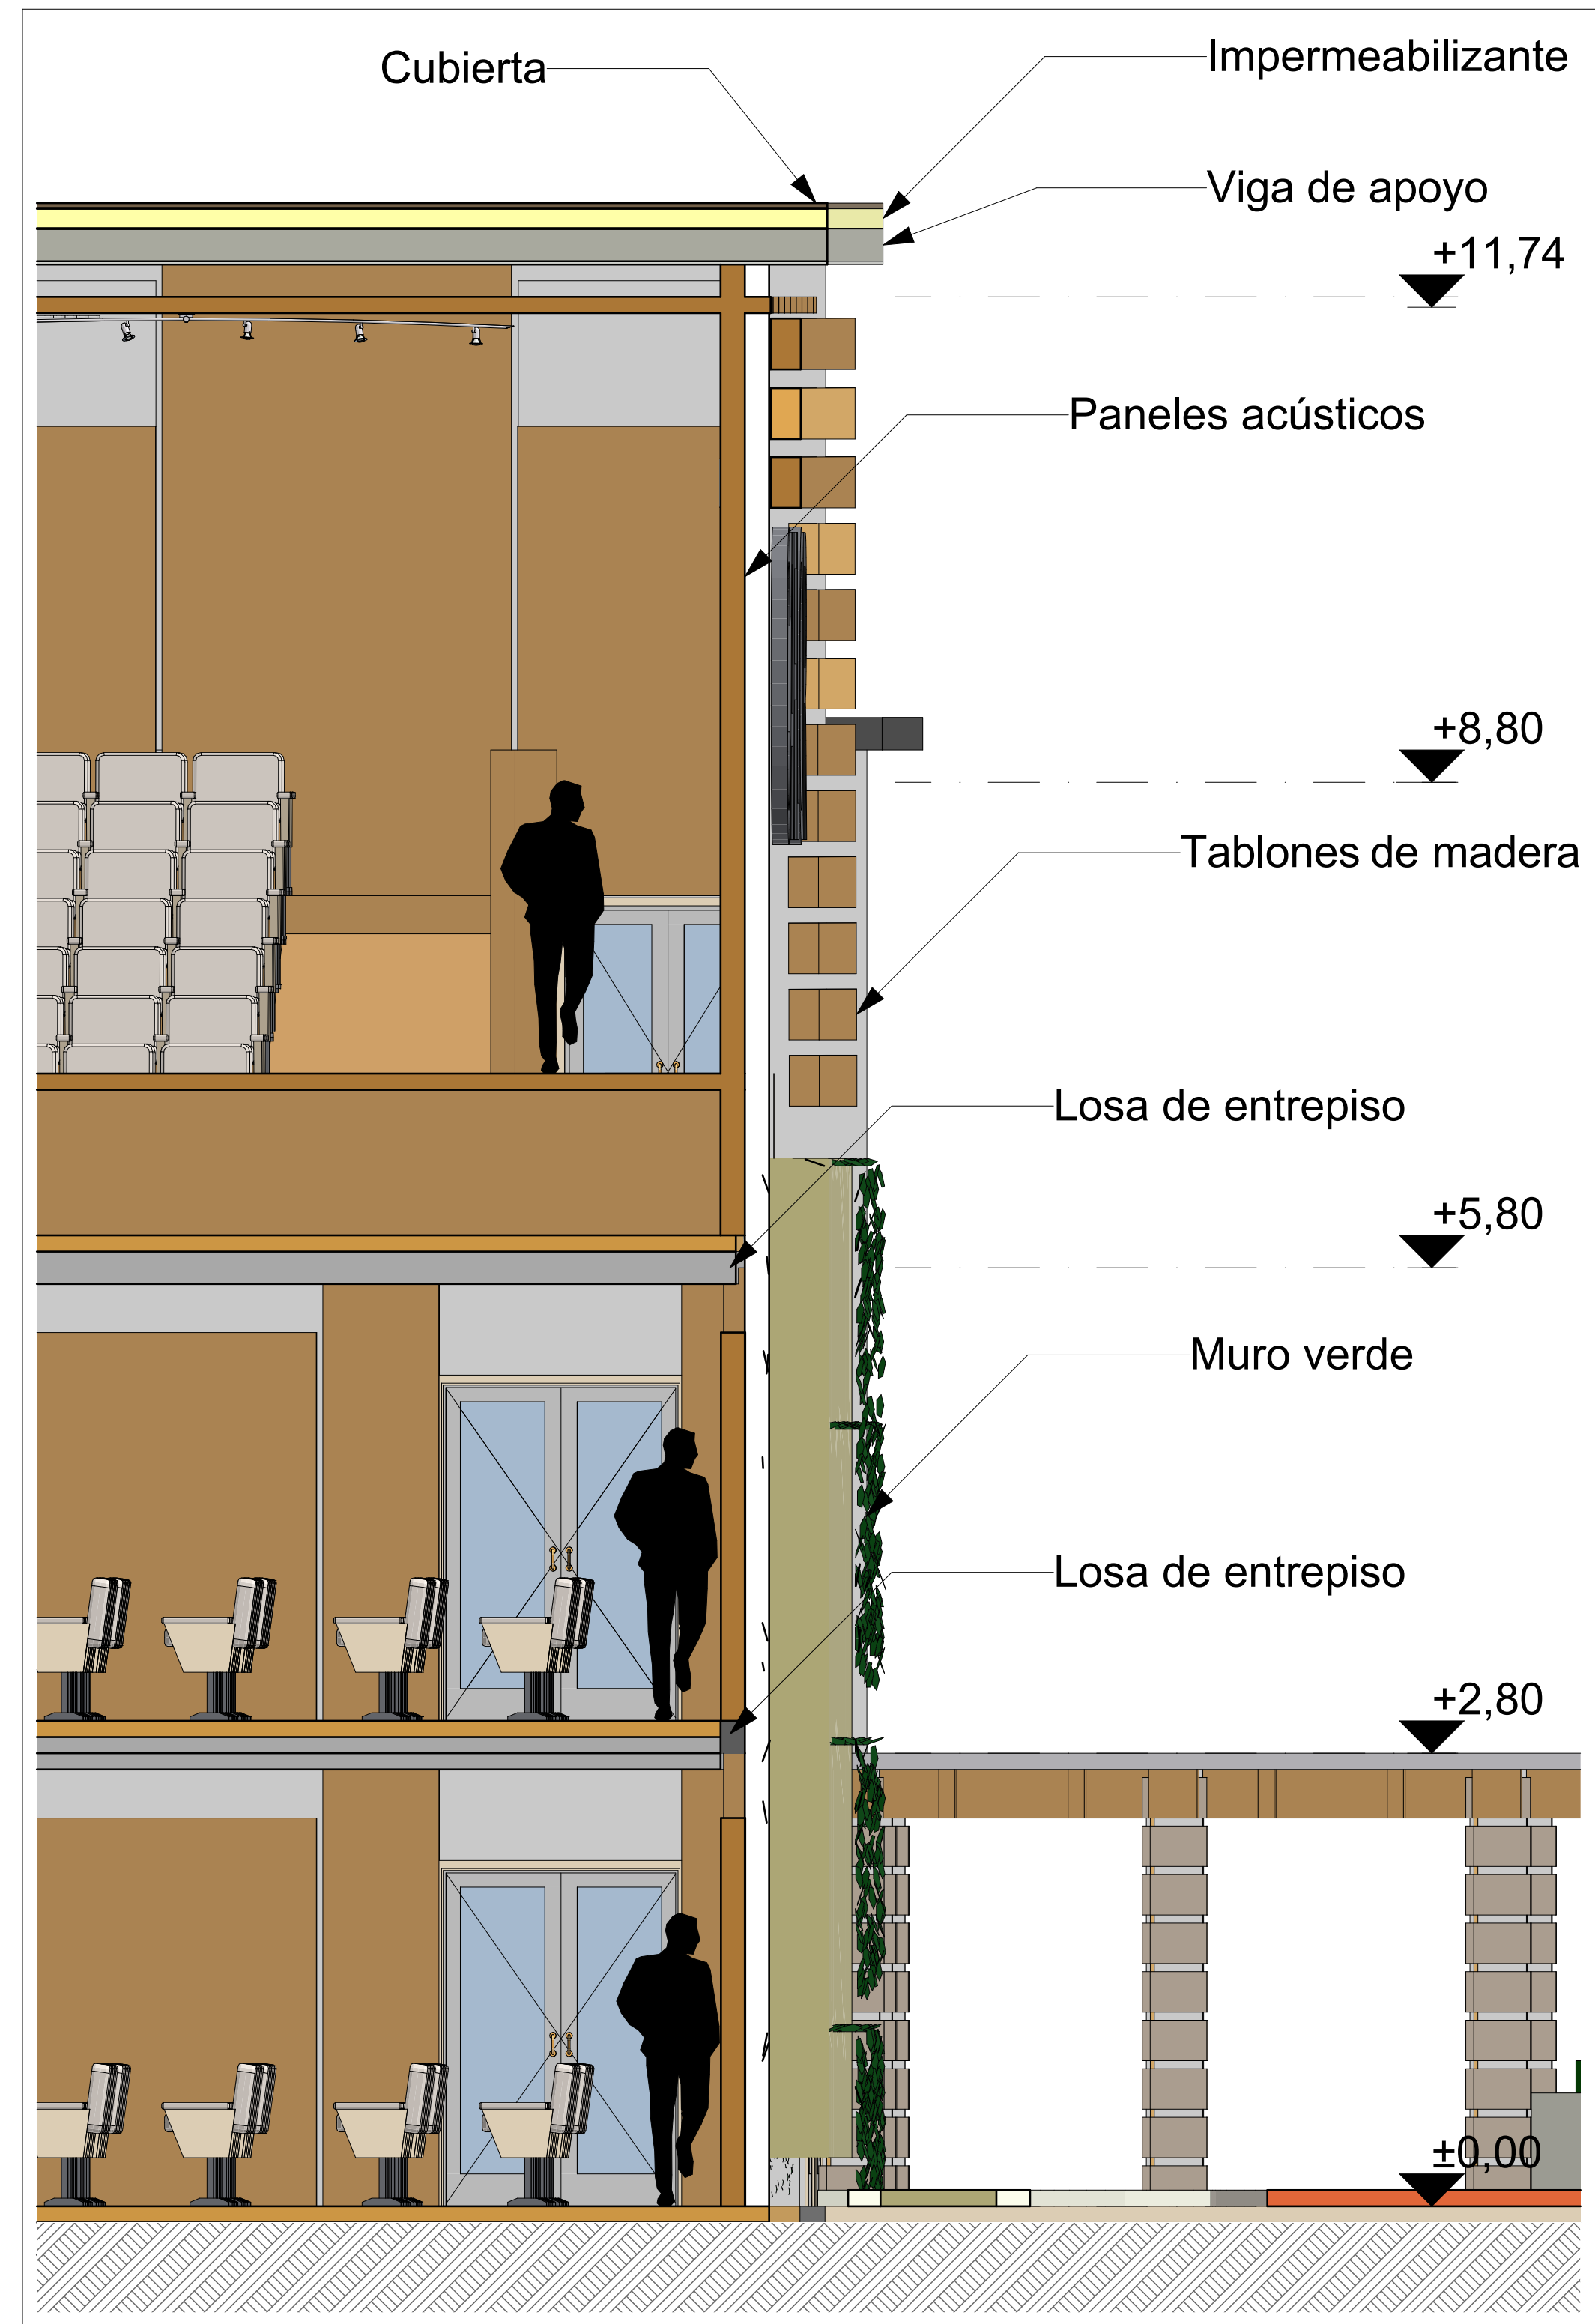 Cubierta
Impermeabilizante
Viga de apoyo
+11,74
Paneles acústicos
+8,80
Tablones de madera
Losa de entrepiso
+5,80
Muro verde
Losa de entrepiso
+2,80
±0,00